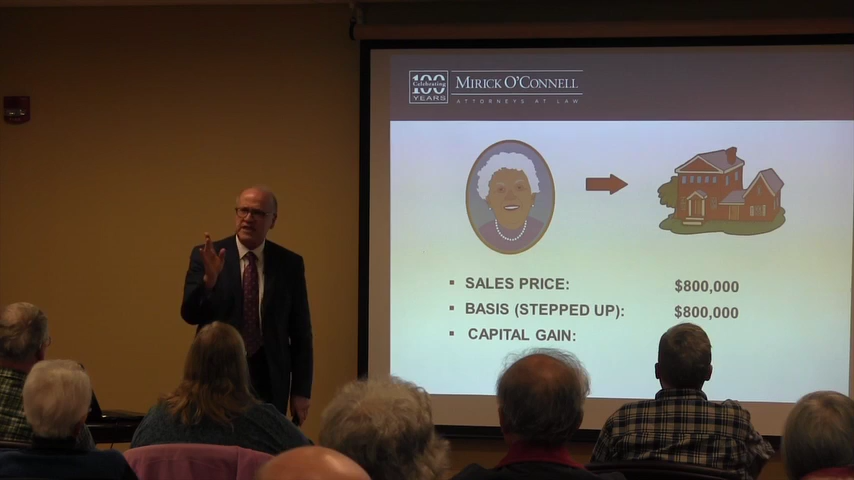 Celebrating
100
YEARS
MIRICK O'CONNELL
ATTORNEYS AT LAW
▪ SALES PRICE: $800,000
▪ BASIS (STEPPED UP): $800,000
▪ CAPITAL GAIN: